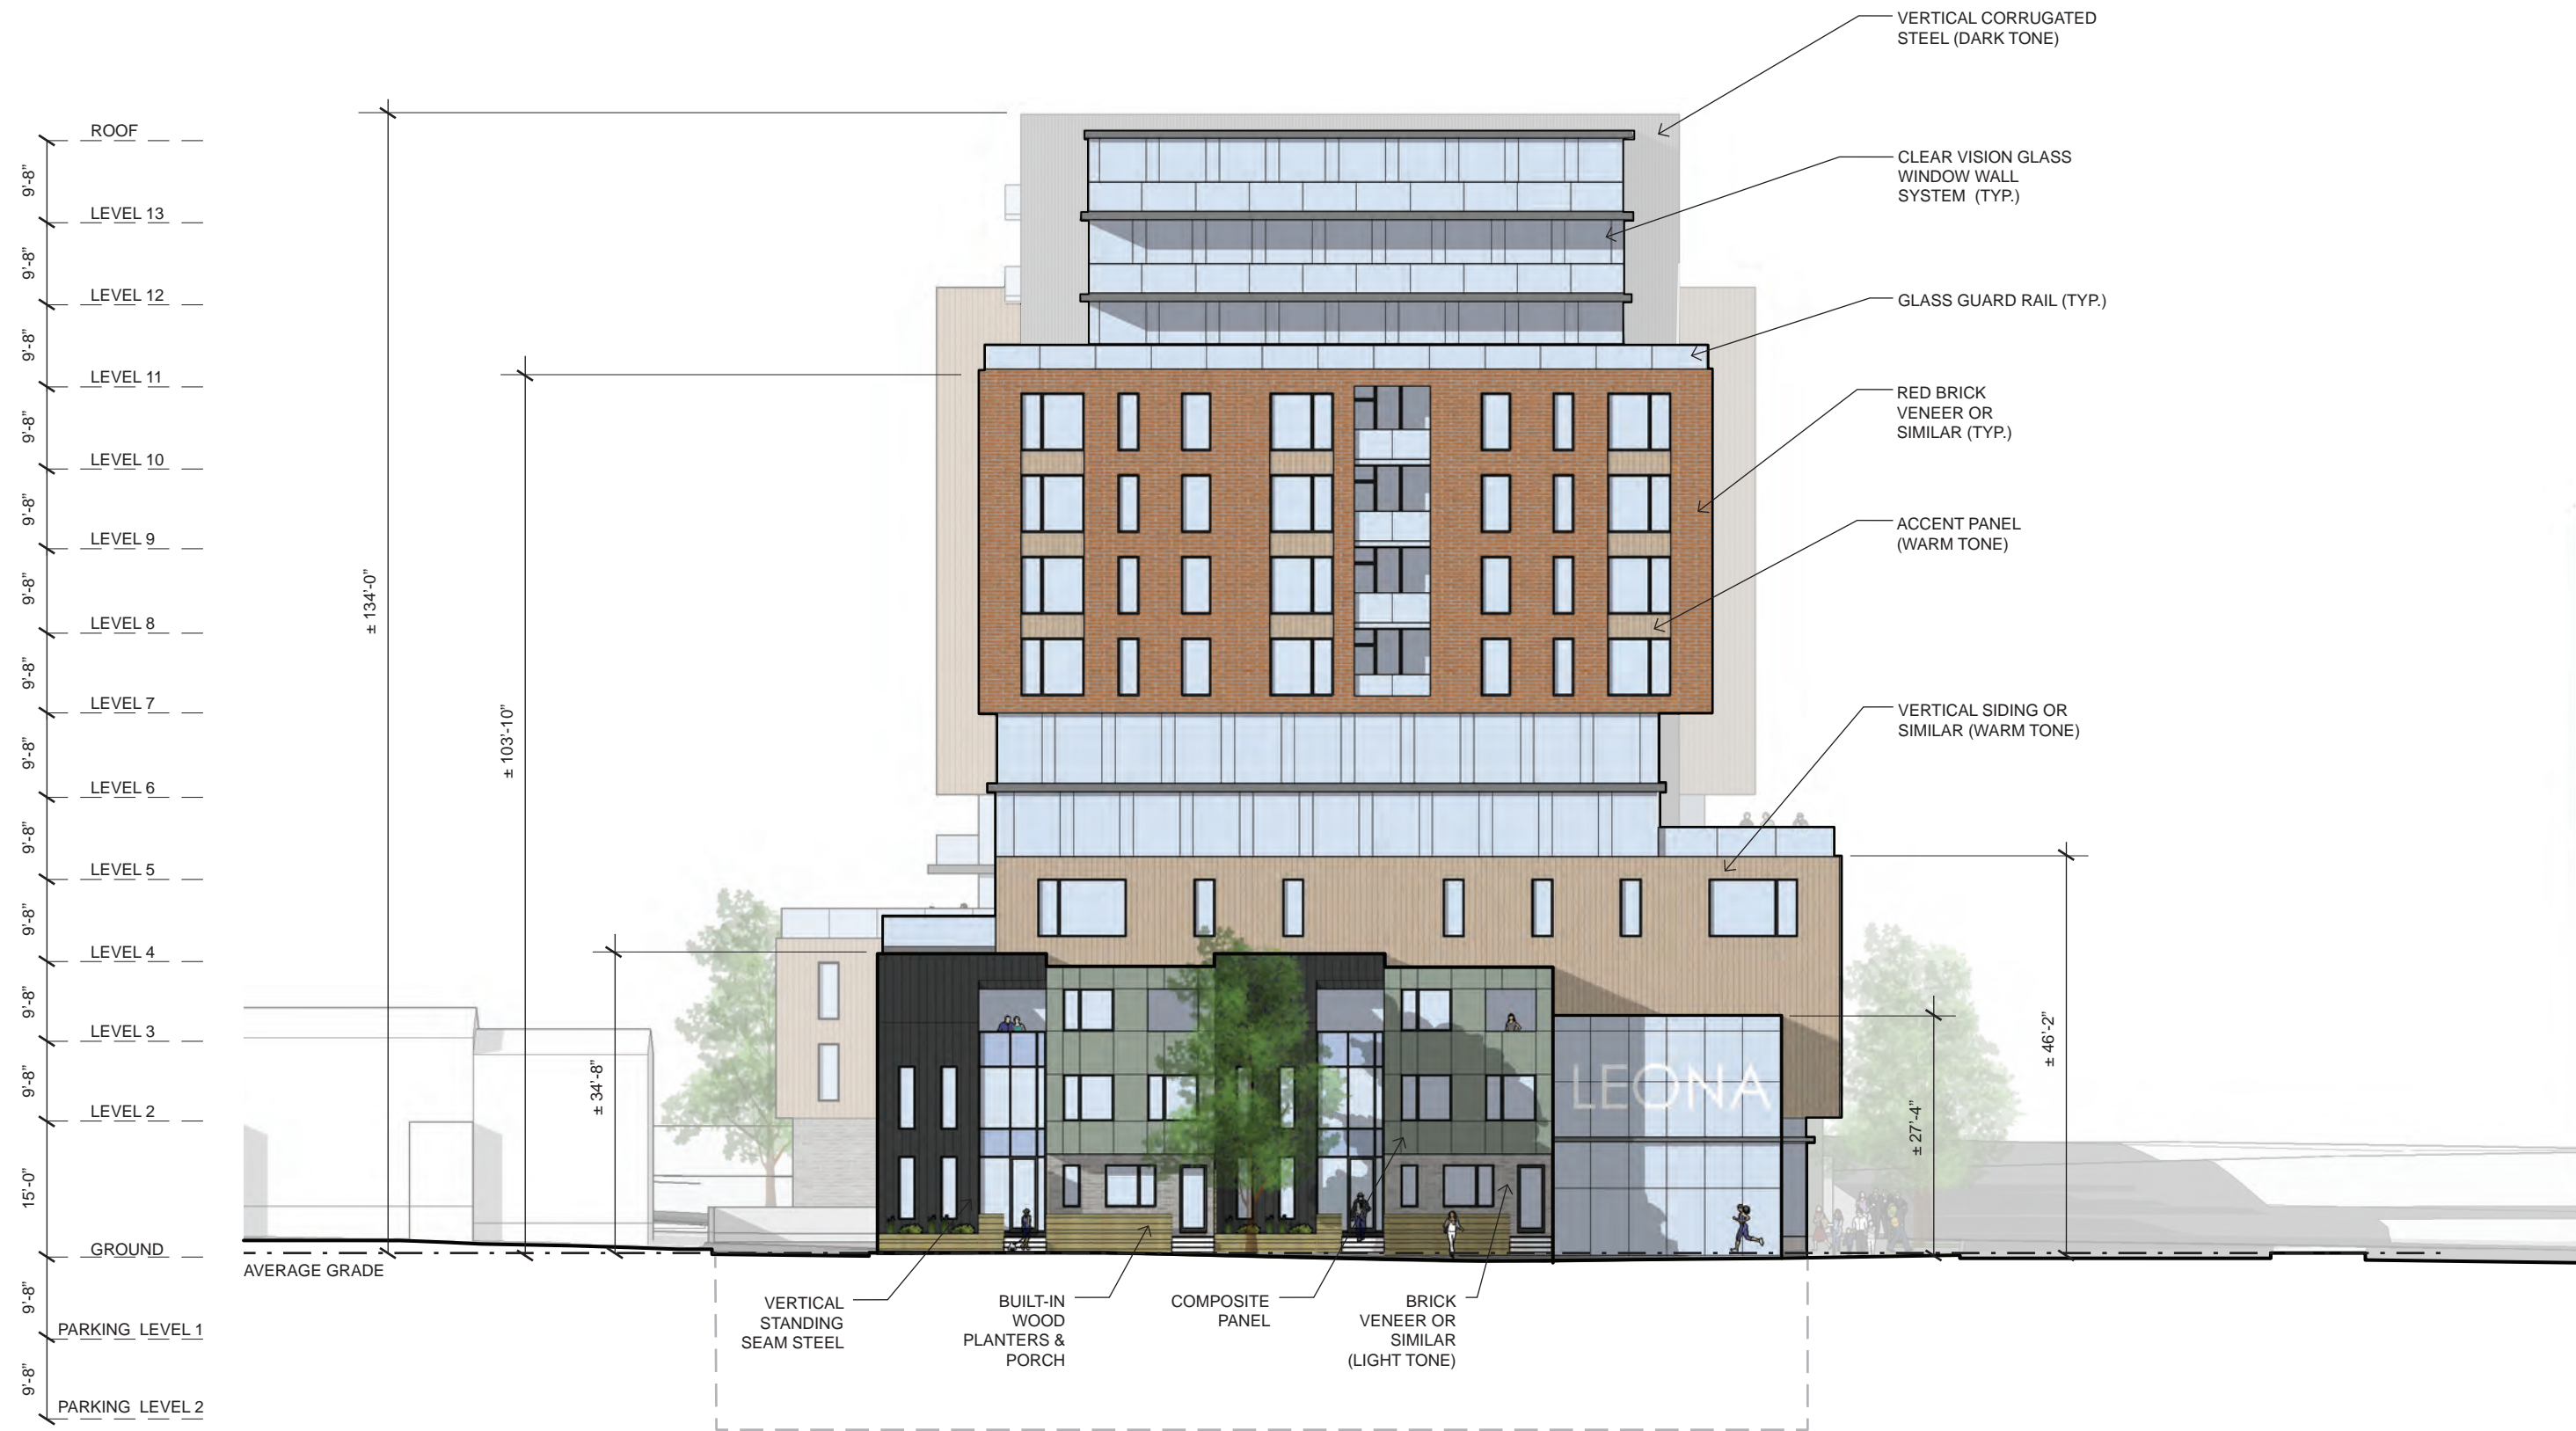 ROOF
9'-8"
LEVEL 13
9'-8"
LEVEL 12
9'-8"
LEVEL 11
9'-8"
LEVEL 10
9'-8"
LEVEL 9
9'-8"
LEVEL 8
9'-8"
LEVEL 7
9'-8"
LEVEL 6
9'-8"
LEVEL 5
9'-8"
LEVEL 4
9'-8"
LEVEL 3
9'-8"
LEVEL 2
15'-0"
GROUND
9'-8"
PARKING LEVEL 1
9'-8"
PARKING LEVEL 2
AVERAGE GRADE
± 134'-0"
± 103'-10"
± 34'-8"
LEONA
± 27'-4"
± 46'-2"
VERTICAL CORRUGATED
STEEL (DARK TONE)
CLEAR VISION GLASS
WINDOW WALL
SYSTEM (TYP.)
GLASS GUARD RAIL (TYP.)
RED BRICK
VENEER OR
SIMILAR (TYP.)
ACCENT PANEL
(WARM TONE)
VERTICAL SIDING OR
SIMILAR (WARM TONE)
VERTICAL
STANDING
SEAM STEEL
BUILT-IN
WOOD
PLANTERS &
PORCH
COMPOSITE
PANEL
BRICK
VENEER OR
SIMILAR
(LIGHT TONE)